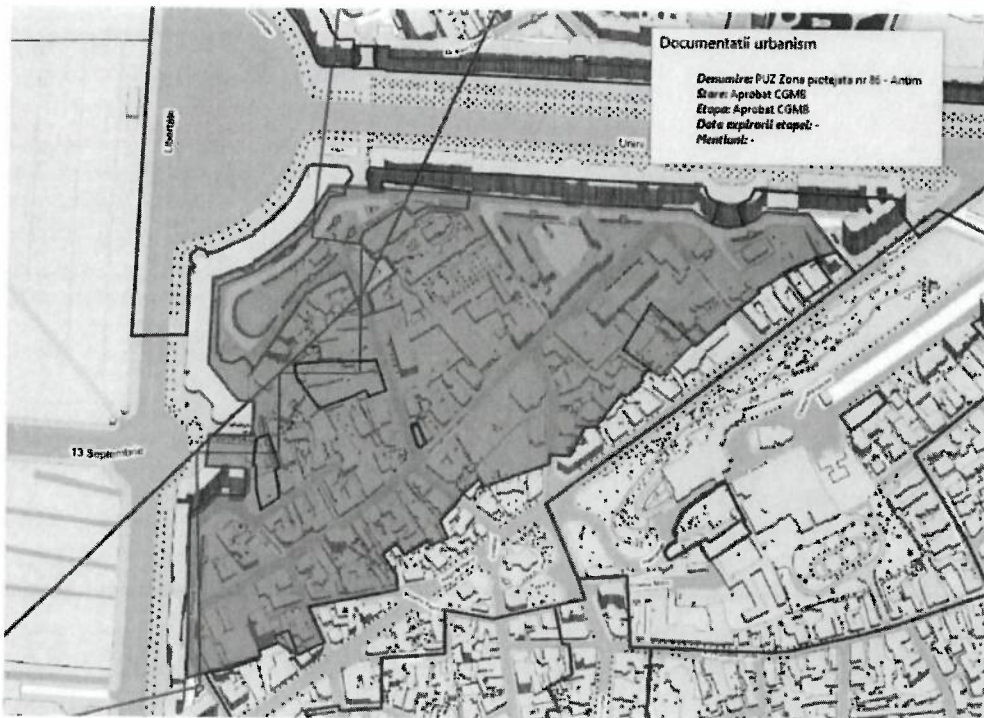 Documentatii urbanism
Denumire: PUZ Zona protejata nr 86 - Antim
Stare: Aprobat CGMB
Etapa: Aprobat CGMB
Data expirarii etapei: -
Mentiuni: -
Libertatii
Unirii
13 Septembrie